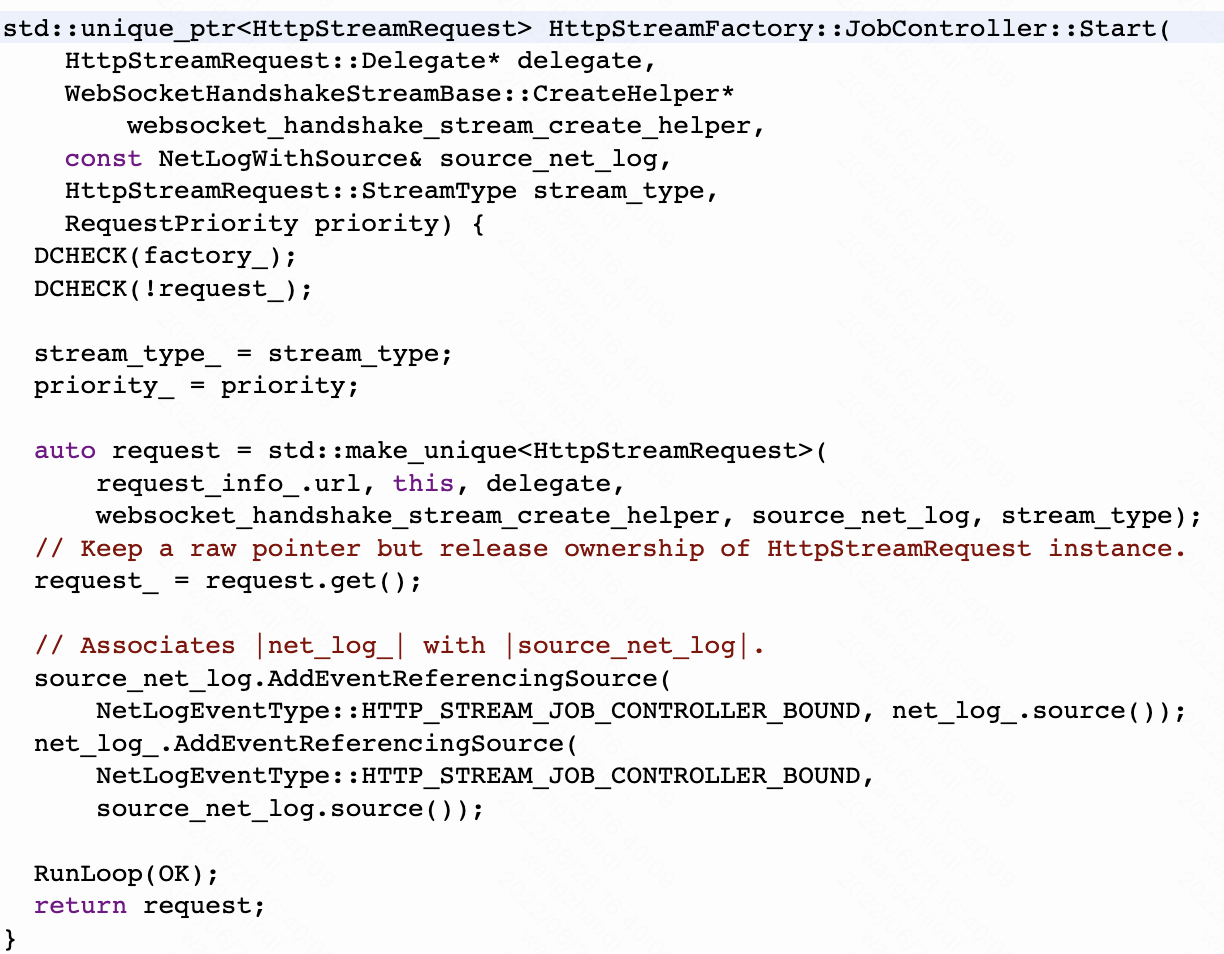 std::unique_ptr<HttpStreamRequest> HttpStreamFactory::JobController::Start(
    HttpStreamRequest::Delegate* delegate,
    WebSocketHandshakeStreamBase::CreateHelper*
        websocket_handshake_stream_create_helper,
    const NetLogWithSource& source_net_log,
    HttpStreamRequest::StreamType stream_type,
    RequestPriority priority) {
  DCHECK(factory_);
  DCHECK(!request_);

  stream_type_ = stream_type;
  priority_ = priority;

  auto request = std::make_unique<HttpStreamRequest>(
      request_info_.url, this, delegate,
      websocket_handshake_stream_create_helper, source_net_log, stream_type);
  // Keep a raw pointer but release ownership of HttpStreamRequest instance.
  request_ = request.get();

  // Associates |net_log_| with |source_net_log|.
  source_net_log.AddEventReferencingSource(
      NetLogEventType::HTTP_STREAM_JOB_CONTROLLER_BOUND, net_log_.source());
  net_log_.AddEventReferencingSource(
      NetLogEventType::HTTP_STREAM_JOB_CONTROLLER_BOUND,
      source_net_log.source());

  RunLoop(OK);
  return request;
}